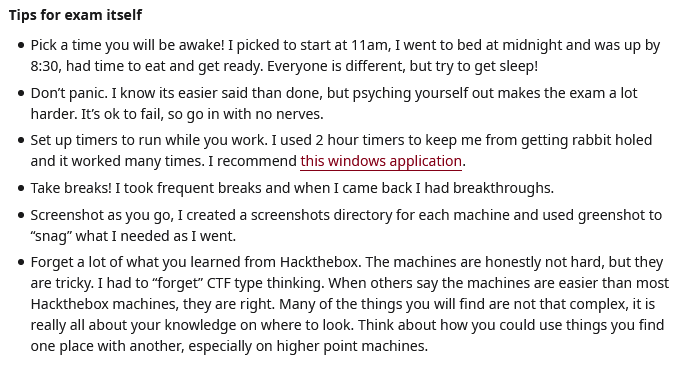 Tips for exam itself
Pick a time you will be awake! I picked to start at 11am, I went to bed at midnight and was up by
8:30, had time to eat and get ready. Everyone is different, but try to get sleep!
Don’t panic. I know its easier said than done, but psyching yourself out makes the exam a lot
harder. It’s ok to fail, so go in with no nerves.
Set up timers to run while you work. I used 2 hour timers to keep me from getting rabbit holed
and it worked many times. I recommend this windows application.
Take breaks! I took frequent breaks and when I came back I had breakthroughs.
Screenshot as you go, I created a screenshots directory for each machine and used greenshot to
“snag” what I needed as I went.
Forget a lot of what you learned from Hackthebox. The machines are honestly not hard, but they
are tricky. I had to “forget” CTF type thinking. When others say the machines are easier than most
Hackthebox machines, they are right. Many of the things you will find are not that complex, it is
really all about your knowledge on where to look. Think about how you could use things you find
one place with another, especially on higher point machines.